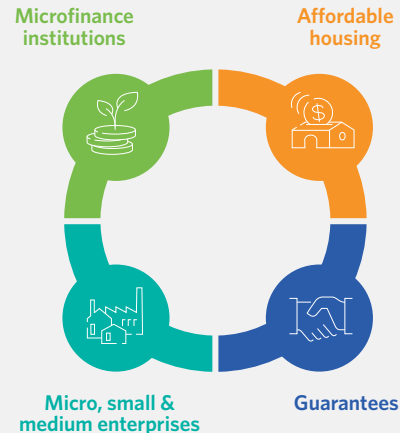 Microfinance
institutions
Affordable
housing
$
Micro, small &
medium enterprises
Guarantees